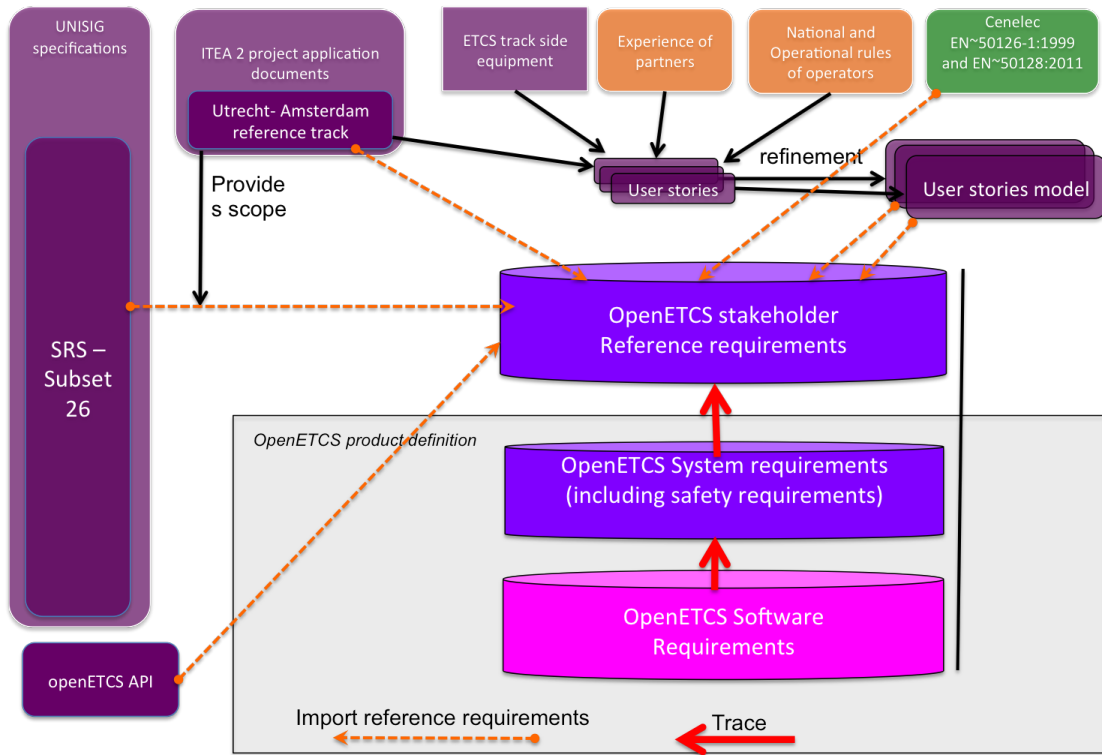 UNISIG
specifications
ITEA 2 project application
documents
Utrecht- Amsterdam
reference track
ETCS track side
equipment
Experience of
partners
National and
Operational rules
of operators
Cenelec
EN~50126-1:1999
and EN~50128:2011
refinement
User stories
User stories model
Provide
s scope
SRS –
Subset
26
OpenETCS stakeholder
Reference requirements
OpenETCS product definition
OpenETCS System requirements
(including safety requirements)
OpenETCS Software
Requirements
openETCS API
Import reference requirements
Trace